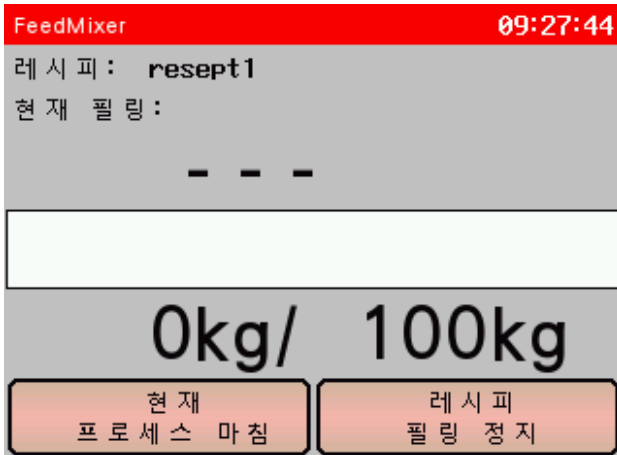 FeedMixer 09:27:44
레시피: resept1
현재 필링:
- - -
0kg/ 100kg
현재
프로세스 마침
레시피
필링 정지